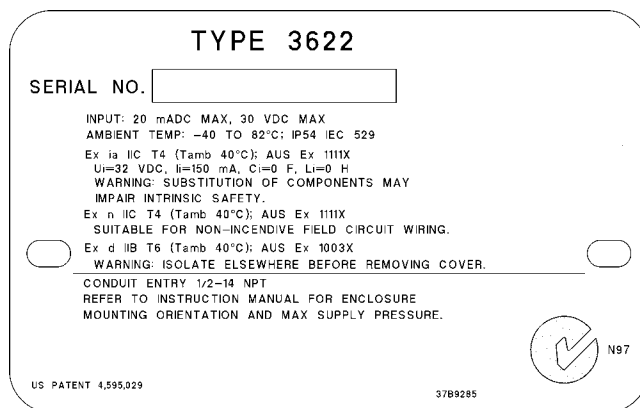 TYPE 3622
SERIAL NO.
INPUT: 20 mADC MAX, 30 VDC MAX
AMBIENT TEMP: -40 TO 82°C; IP54 IEC 529
Ex ia IIC T4 (Tamb 40°C); AUS Ex 1111X
Ui=32 VDC, Ii=150 mA, Ci=0 F, Li=0 H
WARNING: SUBSTITUTION OF COMPONENTS MAY
IMPAIR INTRINSIC SAFETY.
Ex n IIC T4 (Tamb 40°C); AUS Ex 1111X
SUITABLE FOR NON-INCENDIVE FIELD CIRCUIT WIRING.
Ex d IIB T6 (Tamb 40°C); AUS Ex 1003X
WARNING: ISOLATE ELSEWHERE BEFORE REMOVING COVER.
CONDUIT ENTRY 1/2-14 NPT
REFER TO INSTRUCTION MANUAL FOR ENCLOSURE
MOUNTING ORIENTATION AND MAX SUPPLY PRESSURE.
N97
US PATENT 4,595,029
37B9285